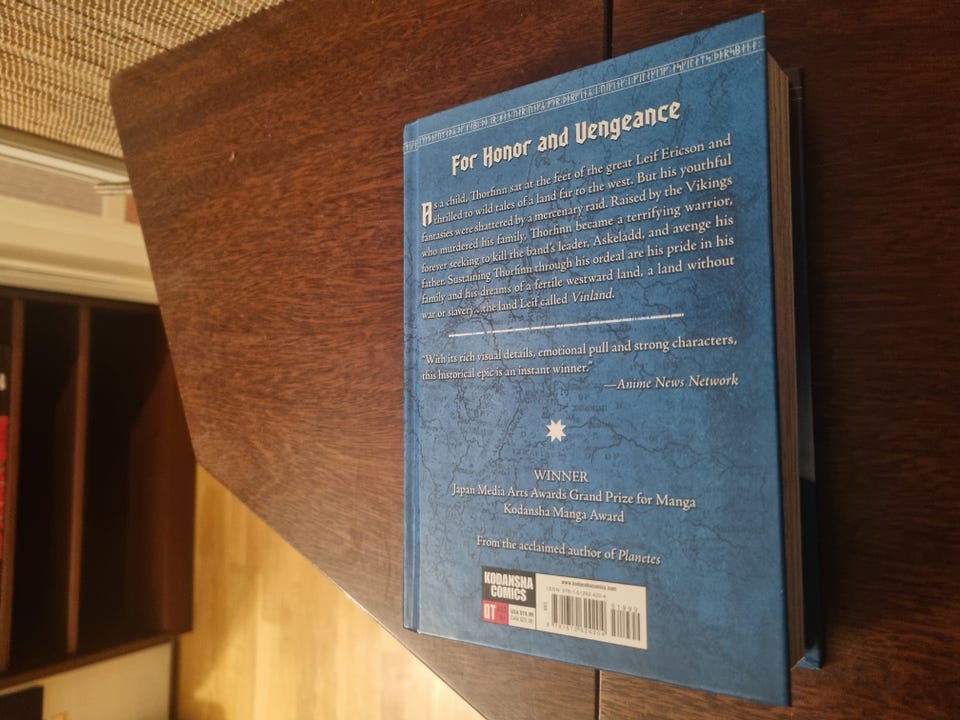 For Honor and Vengeance
As a child, Thorfinn sat at the feet of the great Leif Ericson and
thrilled to wild tales of a land far to the west. But his youthful
fantasies were shattered by a mercenary raid. Raised by the Vikings
who murdered his family, Thorfinn became a terrifying warrior,
forever seeking to kill the band's leader, Askeladd, and avenge his
father. Sustaining Thorfinn through his ordeal are his pride in his
family and his dreams of a fertile westward land, a land without
war or slavery...the land Leif called Vinland.
"With its rich visual details, emotional pull and strong characters,
this historical epic is an instant winner."
—Anime News Network
WINNER
Japan Media Arts Awards Grand Prize for Manga
Kodansha Manga Award
From the acclaimed author of Planetes
KODANSHA
COMICS
OT
www.kodanshacomics.com